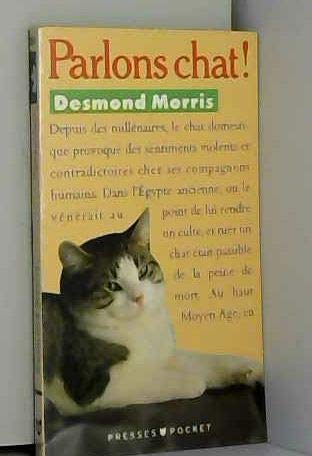 Parlons chat!
Desmond Morris
Depuis des millénaires, le chat domesti-
que provoque des sentiments violents et
contradictoires chez ses compagnons
humains. Dans l'Égypte ancienne, on le
vénérait au point de lui rendre
un culte, et tuer un
chat était passible
de la peine de
mort. Au haut
Moyen Age, en
PRESSES POCKET